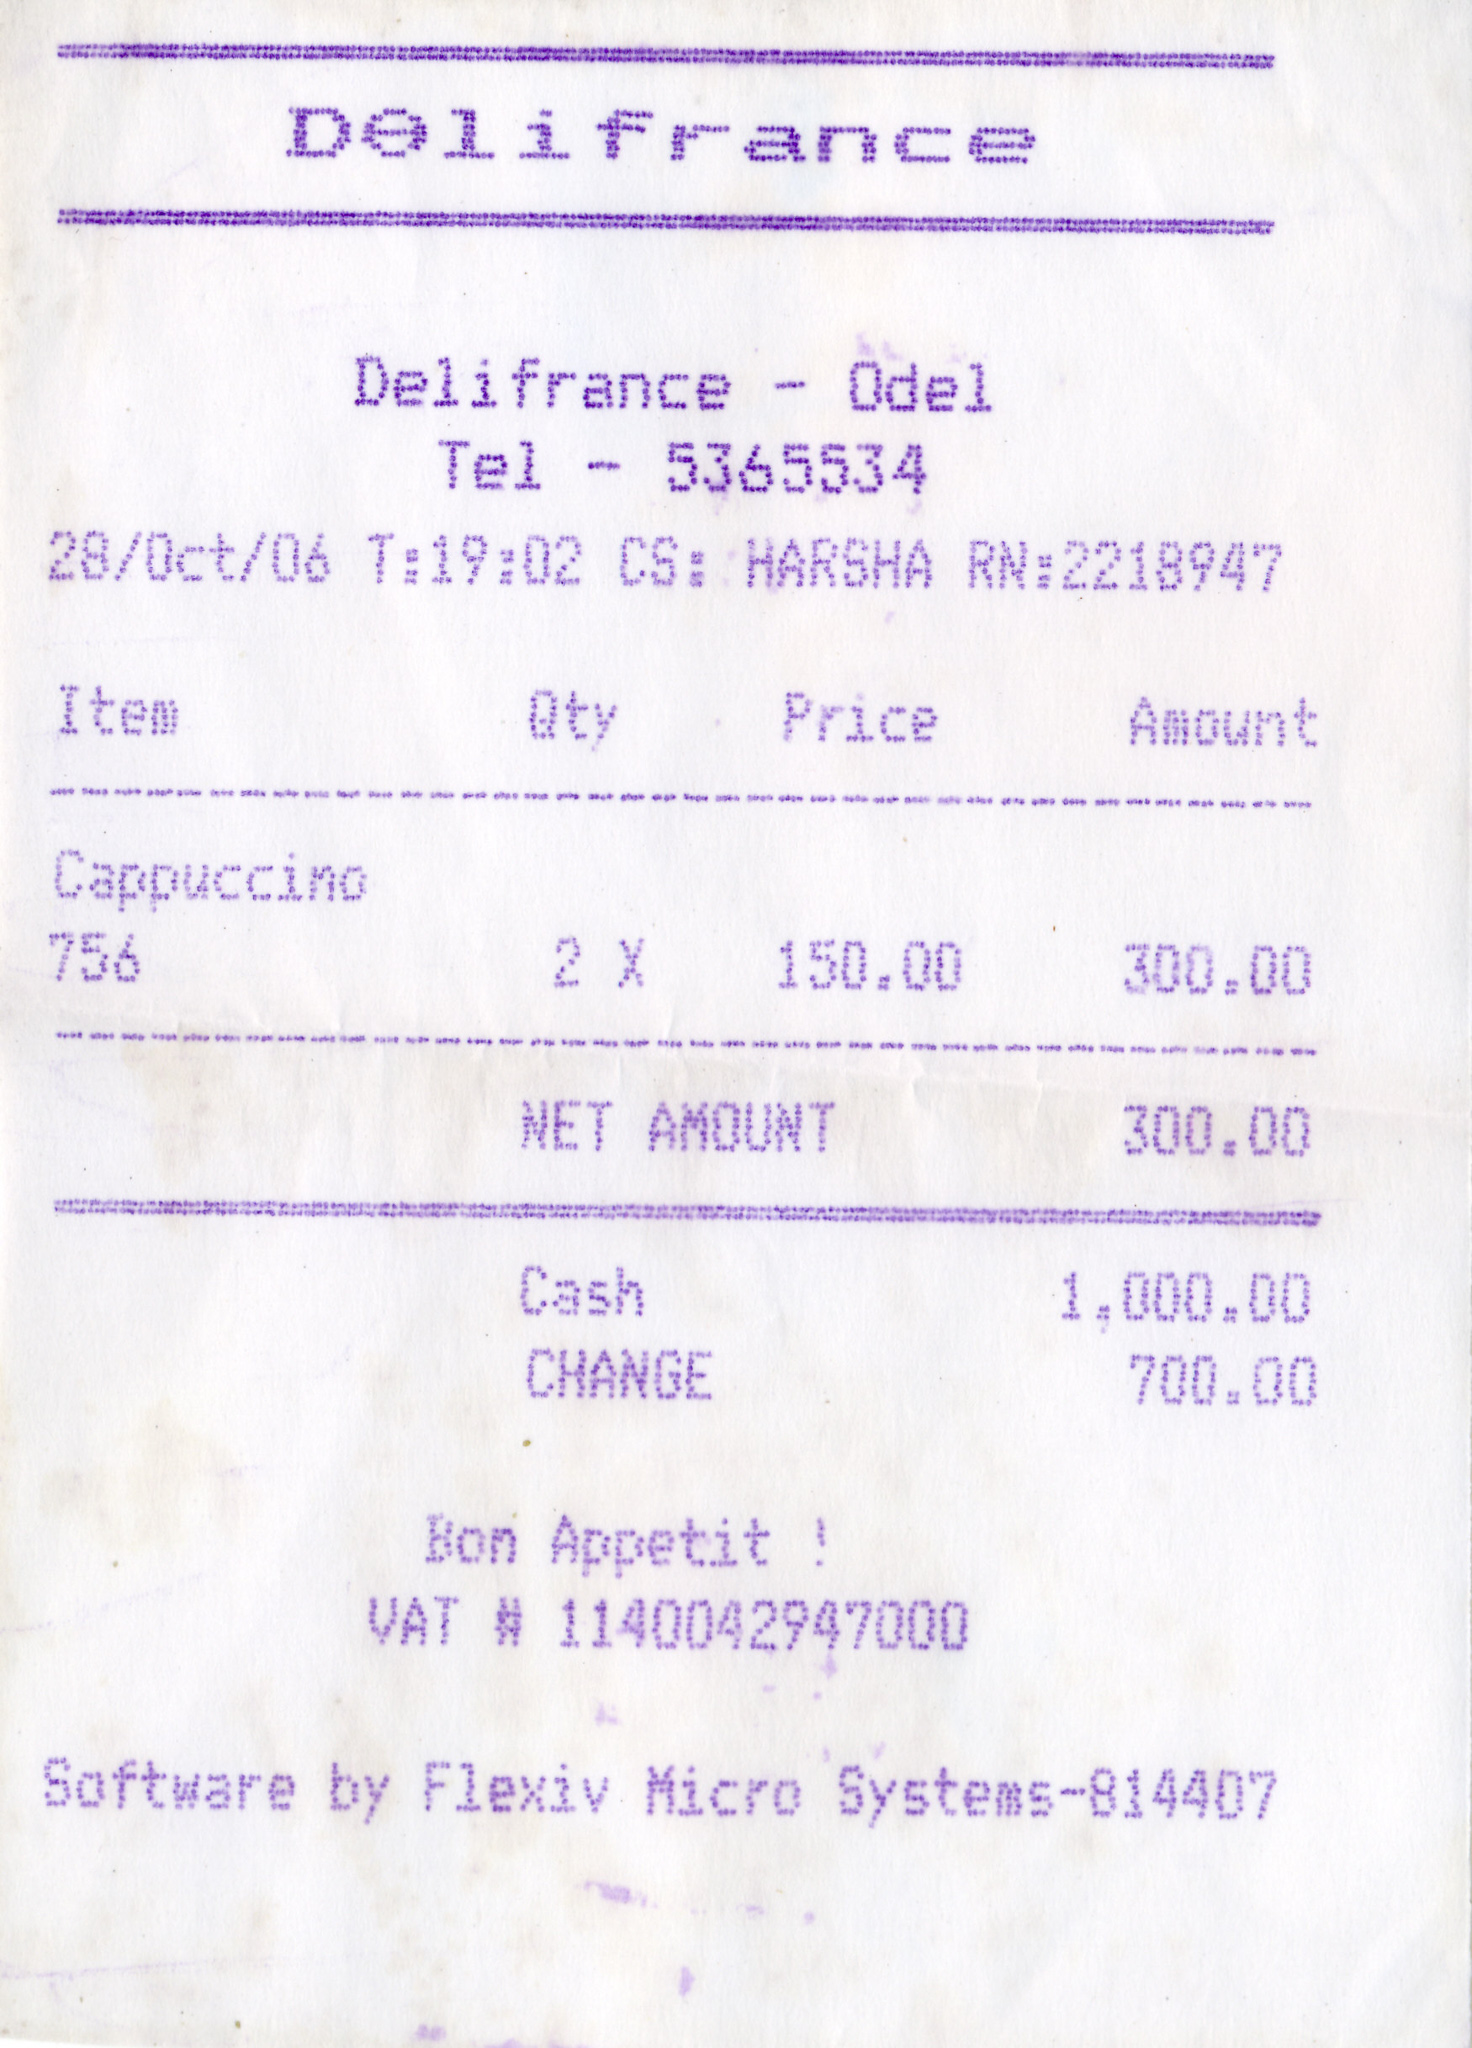 Délifrance
Delifrance - Odel
Tel - 5365534
28/Oct/06 T:19:02 CS: HARSHA RN:2218947
Item Qty Price Amount
Cappuccino
756 2 X 150.00 300.00
NET AMOUNT 300.00
Cash 1,000.00
CHANGE 700.00
Bon Appetit !
VAT # 1140042947000
Software by Flexiv Micro Systems-814407